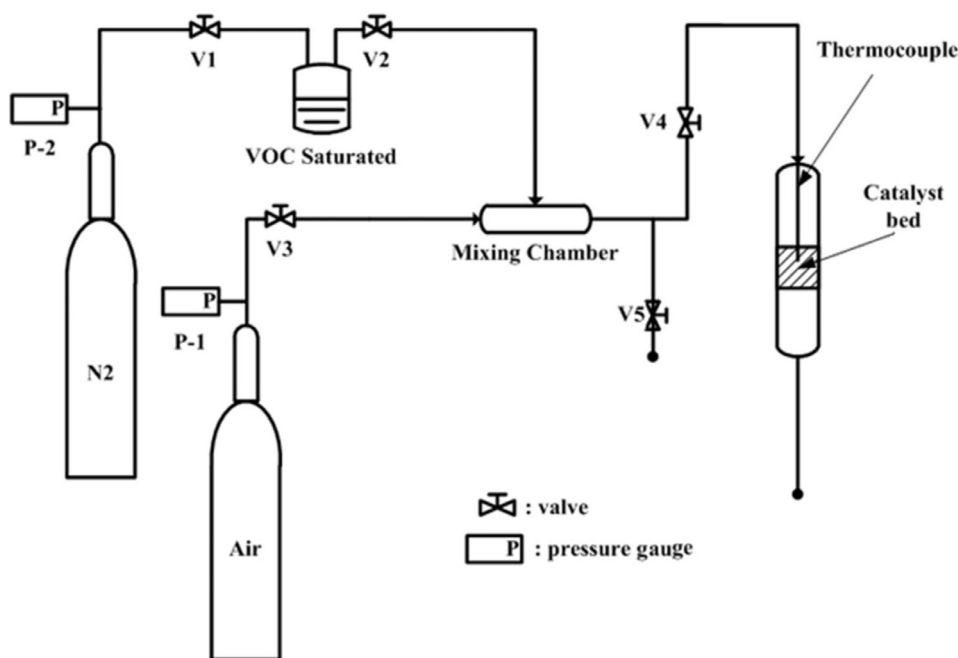 Thermocouple
V1
V2
P
P-2
V4
VOC Saturated
Catalyst
bed
V3
Mixing Chamber
P
V5
P-1
N2
: valve
Air
P : pressure gauge